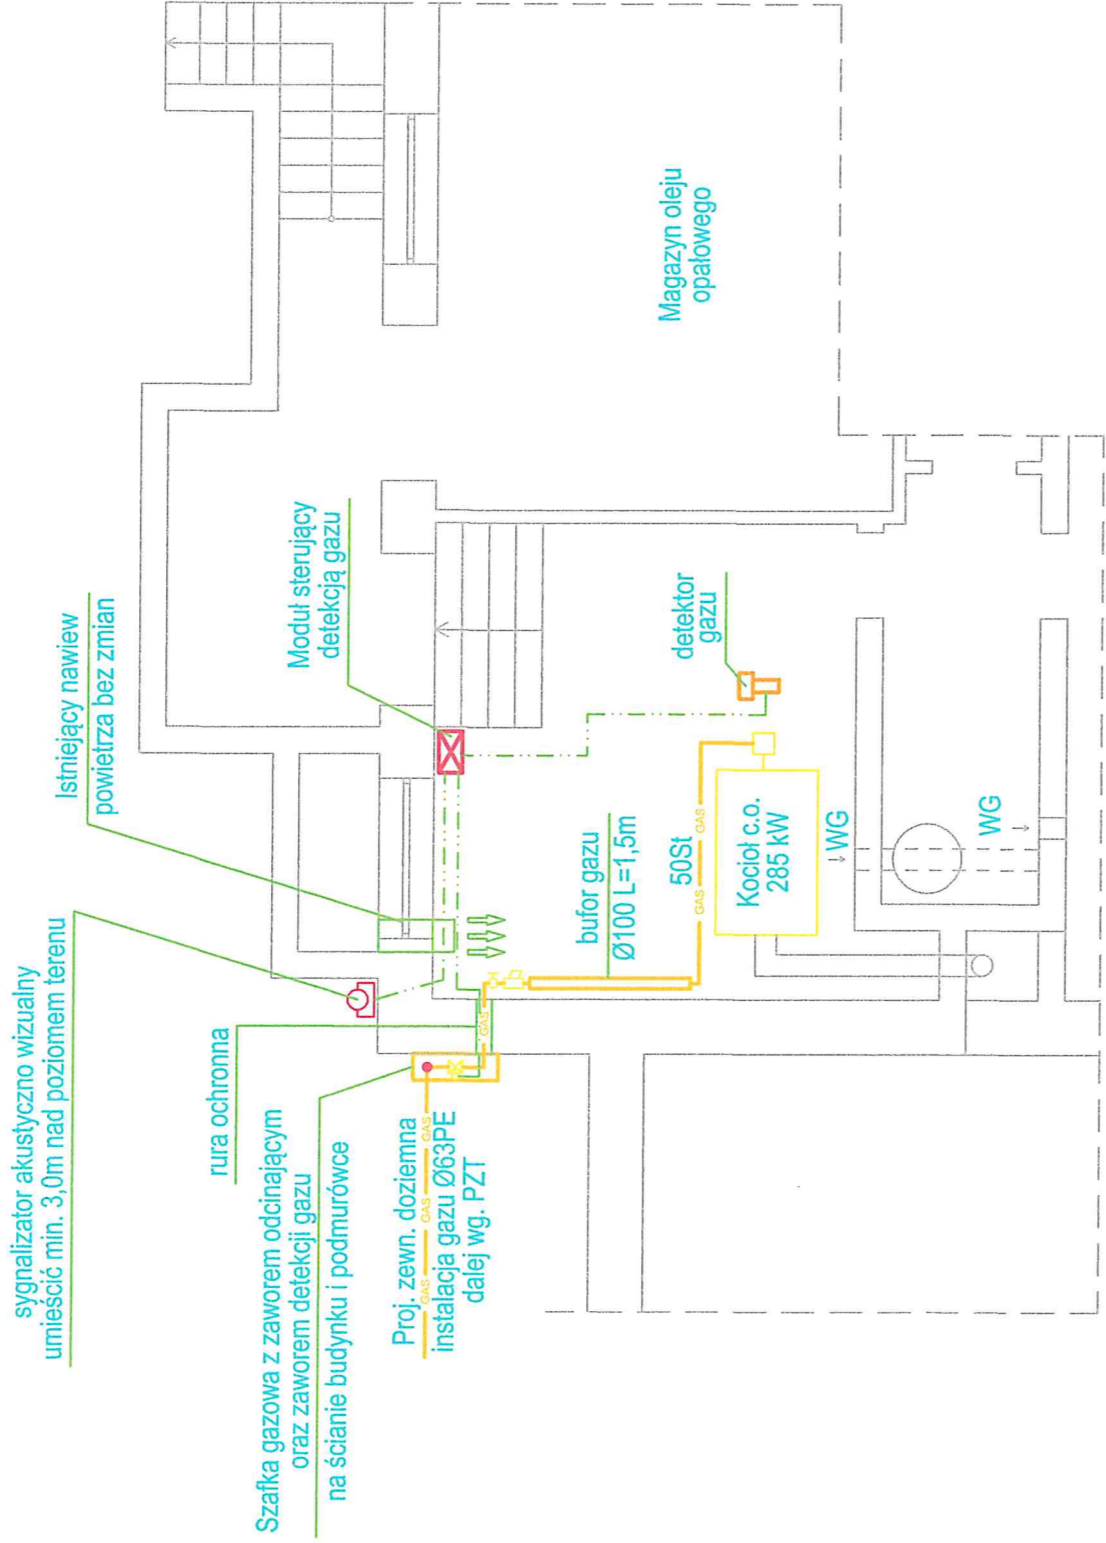 sygnalizator akustyczno wizualny
umieścić min. 3,0m nad poziomem terenu
Istniejący nawiew
powietrza bez zmian
rura ochronna
Szafka gazowa z zaworem odcinającym
oraz zaworem detekcji gazu
na ścianie budynku i podmurówce
Moduł sterujący
detekcją gazu
Proj. zewn. doziemna
GAS GAS GAS
instalacja gazu Ø63PE
dalej wg. PZT
GAS
bufor gazu
Ø100 L=1,5m
50St
GAS GAS
detektor
gazu
Magazyn oleju
opałowego
Kocioł c.o.
285 kW
WG
WG